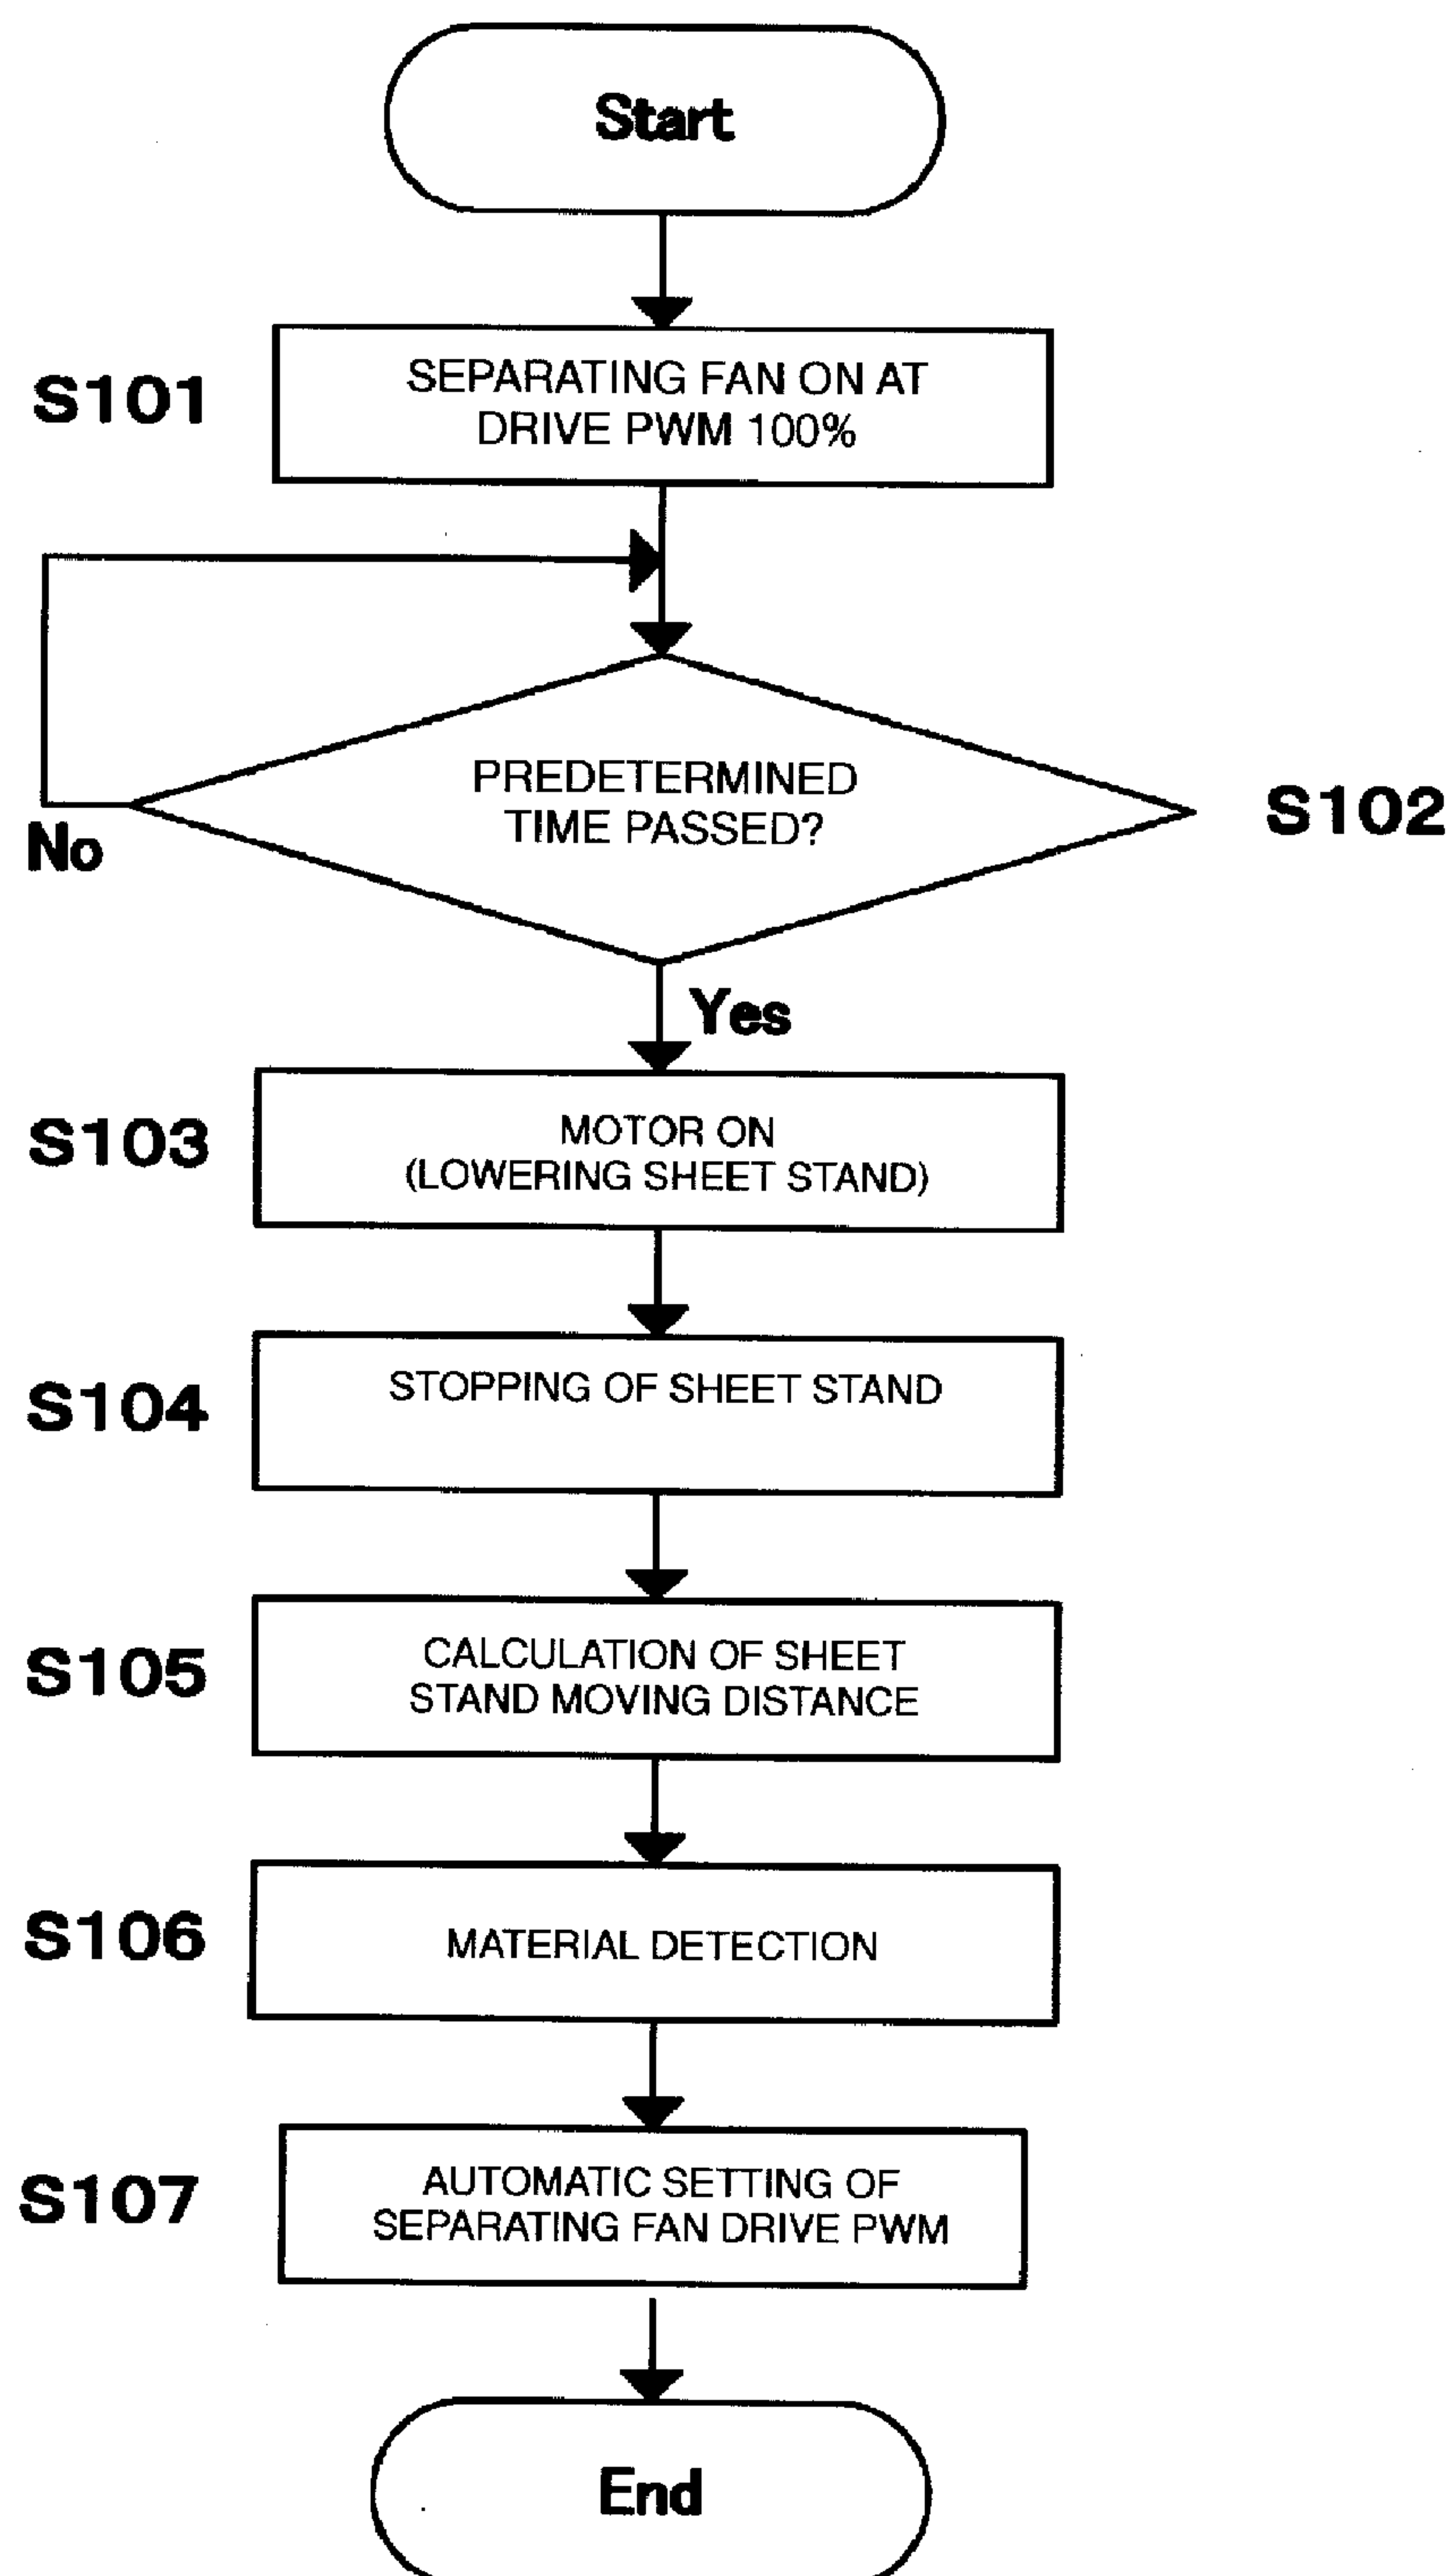 Start
S101
SEPARATING FAN ON AT
DRIVE PWM 100%
PREDETERMINED
TIME PASSED?
S102
No
Yes
S103
MOTOR ON
(LOWERING SHEET STAND)
S104
STOPPING OF SHEET STAND
S105
CALCULATION OF SHEET
STAND MOVING DISTANCE
S106
MATERIAL DETECTION
S107
AUTOMATIC SETTING OF
SEPARATING FAN DRIVE PWM
End